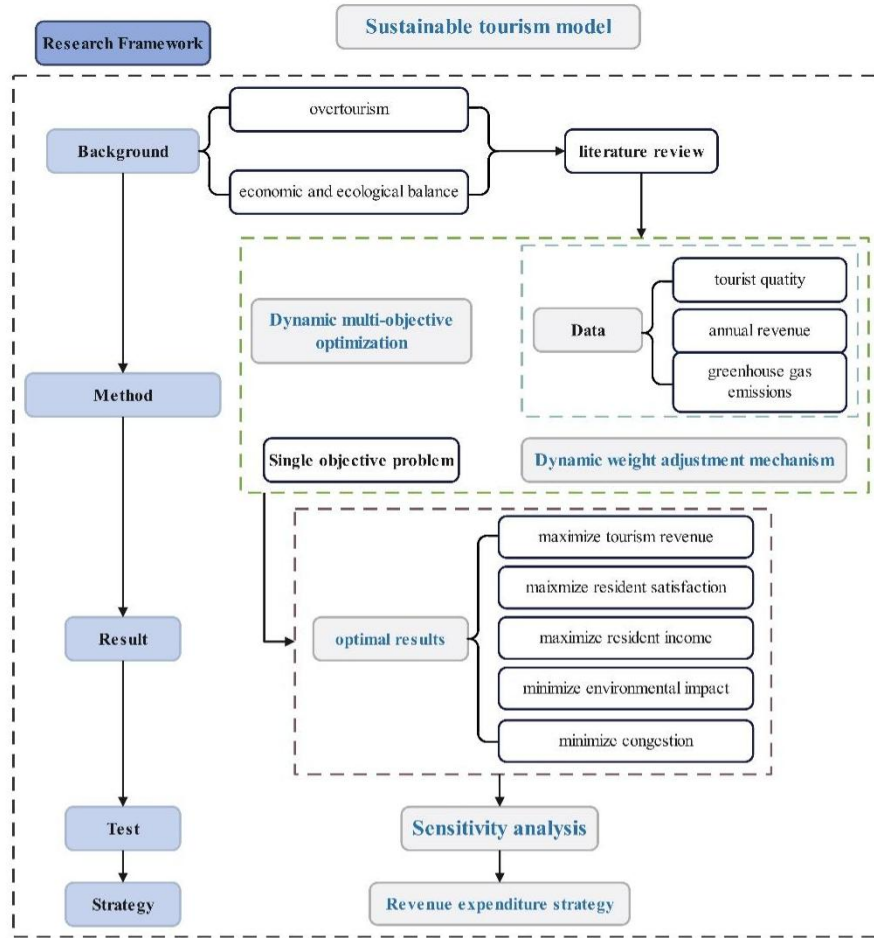 Sustainable tourism model
Research Framework
overtourism
Background
literature review
economic and ecological balance
tourist quatity
Dynamic multi-objective
optimization
Data
annual revenue
greenhouse gas
emissions
Method
Single objective problem
Dynamic weight adjustment mechanism
maximize tourism revenue
maixmize resident satisfaction
Result
optimal results
maximize resident income
minimize environmental impact
minimize congestion
Test
Sensitivity analysis
Strategy
Revenue expenditure strategy